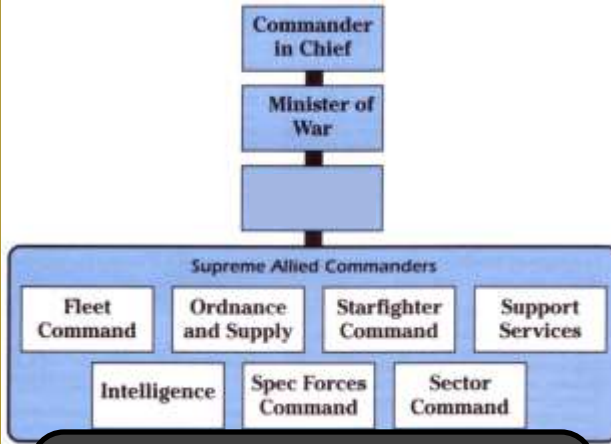 Commander
in Chief
Minister of
War
Supreme Allied Commanders
Fleet
Command
Ordnance
and Supply
Starfighter
Command
Support
Services
Intelligence
Spec Forces
Command
Sector
Command